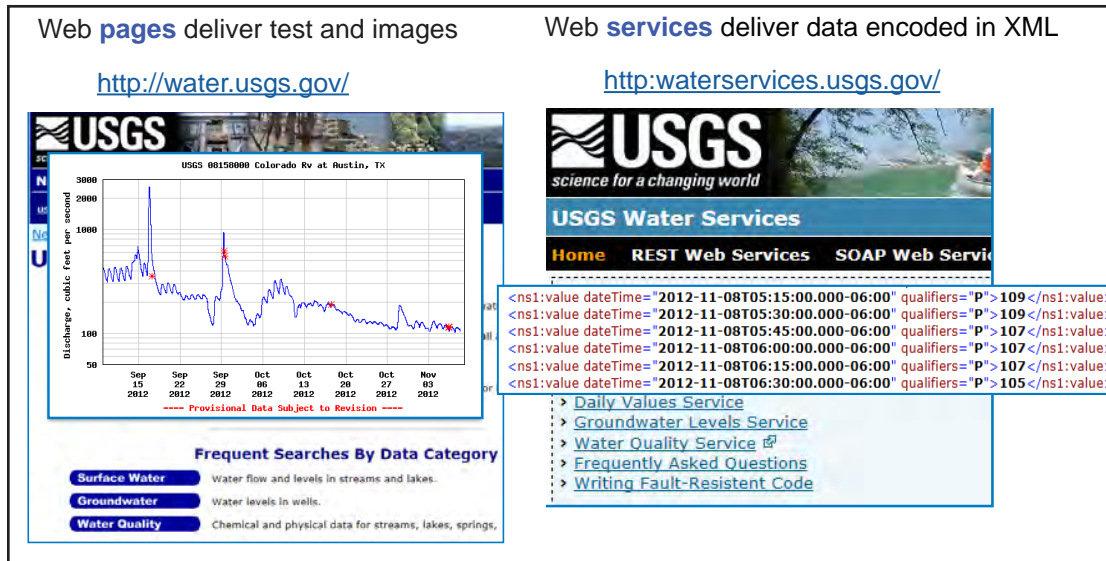 Web pages deliver test and images
http://water.usgs.gov/
USGS
USGS 08158000 Colorado Rv at Austin, TX
Discharge, cubic feet per second
3000
2000
1000
100
50
Sep 15 2012
Sep 22 2012
Sep 29 2012
Oct 06 2012
Oct 13 2012
Oct 20 2012
Oct 27 2012
Nov 03 2012
---- Provisional Data Subject to Revision ----
Frequent Searches By Data Category
Surface Water Water flow and levels in streams and lakes.
Groundwater Water levels in wells.
Water Quality Chemical and physical data for streams, lakes, springs,
Web services deliver data encoded in XML
http:waterservices.usgs.gov/
USGS
science for a changing world
USGS Water Services
Home REST Web Services SOAP Web Servic
<ns1:value dateTime="2012-11-08T05:15:00.000-06:00" qualifiers="P">109</ns1:value:
<ns1:value dateTime="2012-11-08T05:30:00.000-06:00" qualifiers="P">109</ns1:value:
<ns1:value dateTime="2012-11-08T05:45:00.000-06:00" qualifiers="P">107</ns1:value:
<ns1:value dateTime="2012-11-08T06:00:00.000-06:00" qualifiers="P">107</ns1:value:
<ns1:value dateTime="2012-11-08T06:15:00.000-06:00" qualifiers="P">107</ns1:value:
<ns1:value dateTime="2012-11-08T06:30:00.000-06:00" qualifiers="P">105</ns1:value:
› Daily Values Service
› Groundwater Levels Service
› Water Quality Service
› Frequently Asked Questions
› Writing Fault-Resistent Code